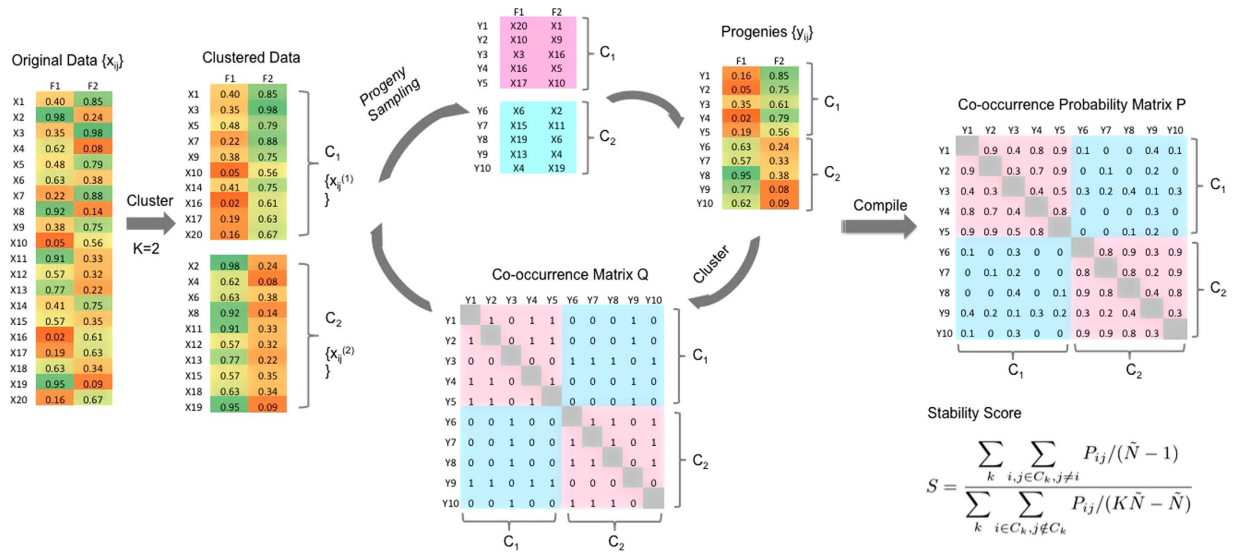 Original Data {xij}
F1 F2
X1 0.40 0.85
X2 0.98 0.24
X3 0.35 0.98
X4 0.62 0.08
X5 0.48 0.79
X6 0.63 0.38
X7 0.22 0.88
X8 0.92 0.14
X9 0.38 0.75
X10 0.05 0.56
X11 0.91 0.33
X12 0.57 0.32
X13 0.77 0.22
X14 0.41 0.75
X15 0.57 0.35
X16 0.02 0.61
X17 0.19 0.63
X18 0.63 0.34
X19 0.95 0.09
X20 0.16 0.67
Cluster
K=2
Clustered Data
F1 F2
X1 0.40 0.85
X3 0.35 0.98
X5 0.48 0.79
X7 0.22 0.88
X9 0.38 0.75
X10 0.05 0.56
X14 0.41 0.75
X16 0.02 0.61
X17 0.19 0.63
X20 0.16 0.67
C1
{xij(1)
}
X2 0.98 0.24
X4 0.62 0.08
X6 0.63 0.38
X8 0.92 0.14
X11 0.91 0.33
X12 0.57 0.32
X13 0.77 0.22
X15 0.57 0.35
X18 0.63 0.34
X19 0.95 0.09
C2
{xij(2)
}
Progeny
Sampling
F1 F2
Y1 X20 X1
Y2 X10 X9
Y3 X3 X16
Y4 X16 X5
Y5 X17 X10
C1
Y6 X6 X2
Y7 X15 X11
Y8 X19 X6
Y9 X13 X4
Y10 X4 X19
C2
Progenies {yij}
F1 F2
Y1 0.16 0.85
Y2 0.05 0.75
Y3 0.35 0.61
Y4 0.02 0.79
Y5 0.19 0.56
Y6 0.63 0.24
Y7 0.57 0.33
Y8 0.95 0.38
Y9 0.77 0.08
Y10 0.62 0.09
C1
C2
Cluster
Co-occurrence Matrix Q
Y1 Y2 Y3 Y4 Y5 Y6 Y7 Y8 Y9 Y10
Y1 1 0 1 1 0 0 0 1 0
Y2 1 0 1 1 0 0 0 1 0
Y3 0 0 0 0 1 1 1 0 1
Y4 1 1 0 1 0 0 0 1 0
Y5 1 1 0 1 0 0 0 1 0
Y6 0 0 1 0 0 1 1 0 1
Y7 0 0 1 0 0 1 1 0 1
Y8 0 0 1 0 0 1 1 0 1
Y9 1 1 0 1 1 0 0 0 0
Y10 0 0 1 0 0 1 1 1 0
C1
C2
C1 C2
Compile
Co-occurrence Probability Matrix P
Y1 Y2 Y3 Y4 Y5 Y6 Y7 Y8 Y9 Y10
Y1 0.9 0.4 0.8 0.9 0.1 0 0 0.4 0.1
Y2 0.9 0.3 0.7 0.9 0 0.1 0 0.2 0
Y3 0.4 0.3 0.4 0.5 0.3 0.2 0.4 0.1 0.3
Y4 0.8 0.7 0.4 0.8 0 0 0 0.3 0
Y5 0.9 0.9 0.5 0.8 0 0 0.1 0.2 0
Y6 0.1 0 0.3 0 0 0.8 0.9 0.3 0.9
Y7 0 0.1 0.2 0 0 0.8 0.8 0.2 0.9
Y8 0 0 0.4 0 0.1 0.9 0.8 0.4 0.8
Y9 0.4 0.2 0.1 0.3 0.2 0.3 0.2 0.4 0.3
Y10 0.1 0 0.3 0 0 0.9 0.9 0.8 0.3
C1
C2
C1 C2
Stability Score
S = ∑k ∑i,j∈Ck,j≠i Pij/(Ñ − 1)
∑k ∑i∈Ck,j∉Ck Pij/(KÑ − Ñ)